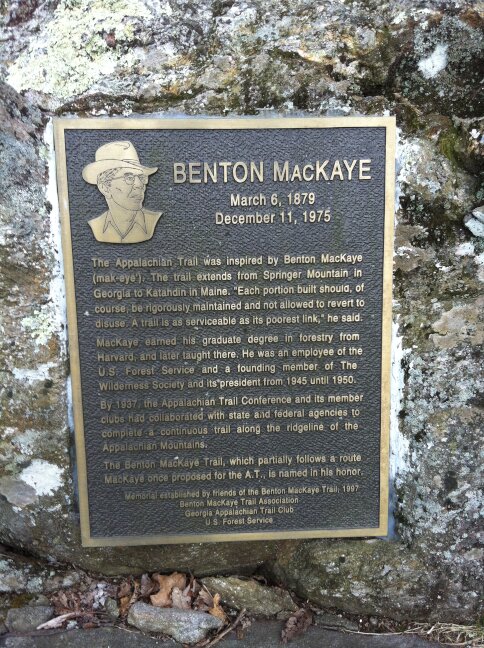 BENTON MACKAYE
March 6, 1879
December 11, 1975
The Appalachian Trail was inspired by Benton MacKaye
(mak-eye'). The trail extends from Springer Mountain in
Georgia to Katahdin in Maine. "Each portion built should, of
course, be rigorously maintained and not allowed to revert to
disuse. A trail is as serviceable as its poorest link," he said.
MacKaye earned his graduate degree in forestry from
Harvard, and later taught there. He was an employee of the
U.S. Forest Service and a founding member of The
Wilderness Society and its president from 1945 until 1950.
By 1937, the Appalachian Trail Conference and its member
clubs had collaborated with state and federal agencies to
complete a continuous trail along the ridgeline of the
Appalachian Mountains.
The Benton MacKaye Trail, which partially follows a route
MacKaye once proposed for the A.T., is named in his honor.
Memorial established by friends of the Benton MacKaye Trail, 1997
Benton MacKaye Trail Association
Georgia Appalachian Trail Club
U.S. Forest Service